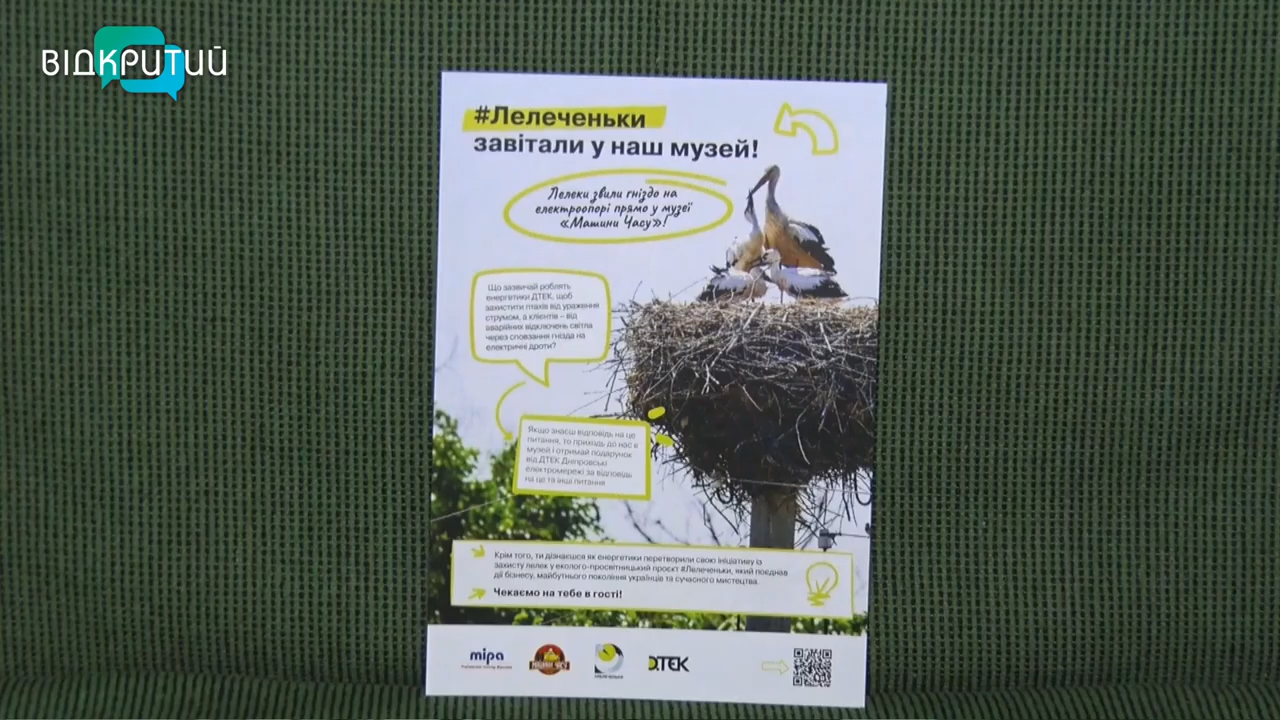 ВІДКРИТИЙ
#Лелеченьки
завітали у наш музей!
Лелеки звили гніздо на
електроопорі прямо у музеї
«Машини Часу»!
Що зазвичай роблять
енергетики ДТЕК, щоб
захистити птахів від ураження
струмом, а клієнтів – від
аварійних відключень світла
через сповзання гнізда на
електричні дроти?
Якщо знаєш відповідь на це
питання, то приходь до нас в
музей і отримай подарунок
від ДТЕК Дніпровські
електромережі за відповідь
на це та інші питання
Крім того, ти дізнаєшся як енергетики перетворили свою ініціативу із
захисту лелек у еколого-просвітницький проєкт #Лелеченьки, який поєднав
дії бізнесу, майбутнього покоління українців та сучасного мистецтва.
Чекаємо на тебе в гості!
міра
МАШИНИ ЧАСУ
#ЛЕЛЕЧЕНЬКИ
ДТЕК